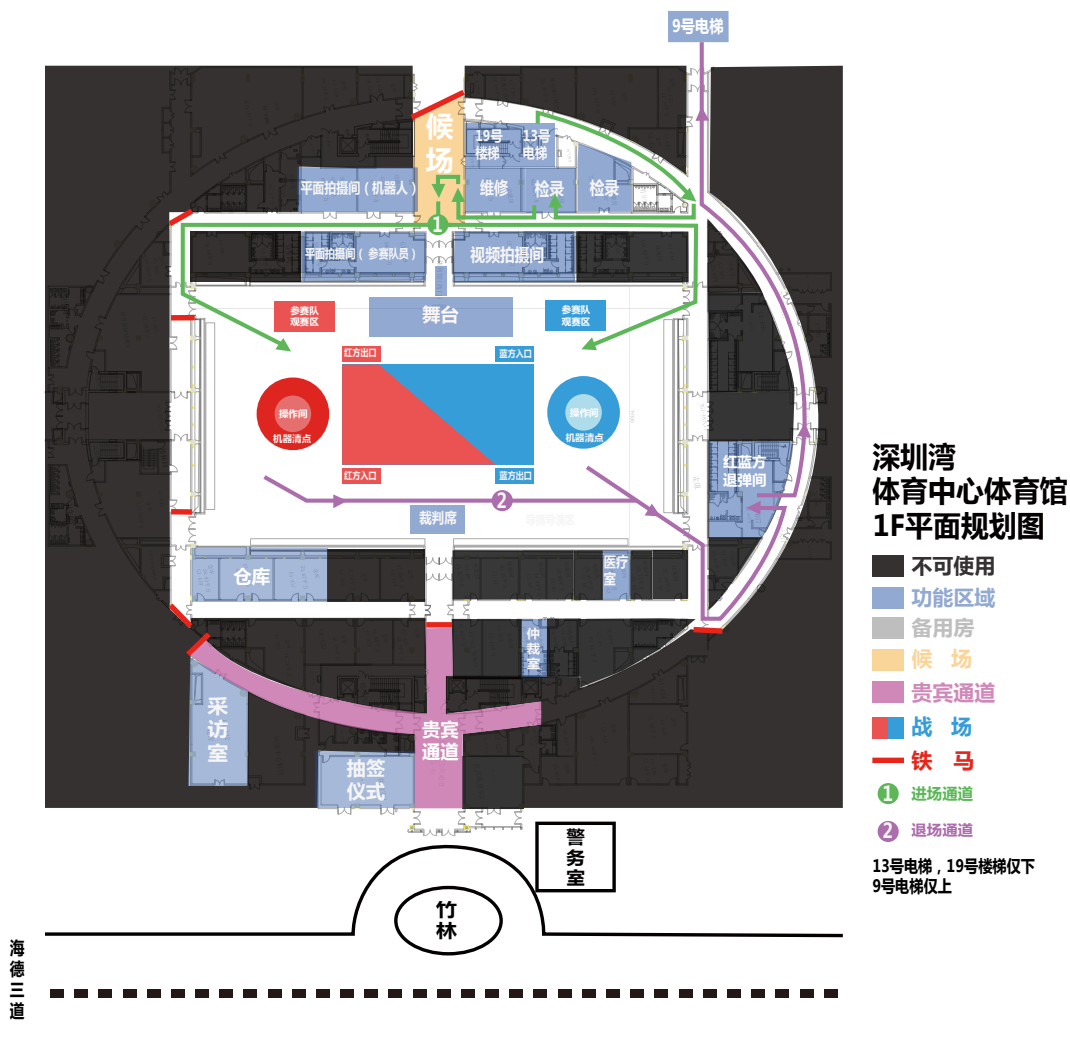 9号电梯
候
场
19号
楼梯
13号
电梯
平面拍摄间（机器人）
维修
检录
检录
1
平面拍摄间（参赛队员）
视频拍摄间
参赛队
观赛区
舞台
参赛队
观赛区
红方出口
蓝方入口
操作间
机器清点
操作间
机器清点
红方入口
蓝方出口
红蓝方
退弹间
2
裁判席
仓库
医疗
室
仲
裁
室
采
访
室
贵宾
通道
抽签
仪式
警
务
室
竹
林
海
德
三
道
深圳湾
体育中心体育馆
1F平面规划图
不可使用
功能区域
备用房
候 场
贵宾通道
战 场
铁 马
1 进场通道
2 退场通道
13号电梯，19号楼梯仅下
9号电梯仅上